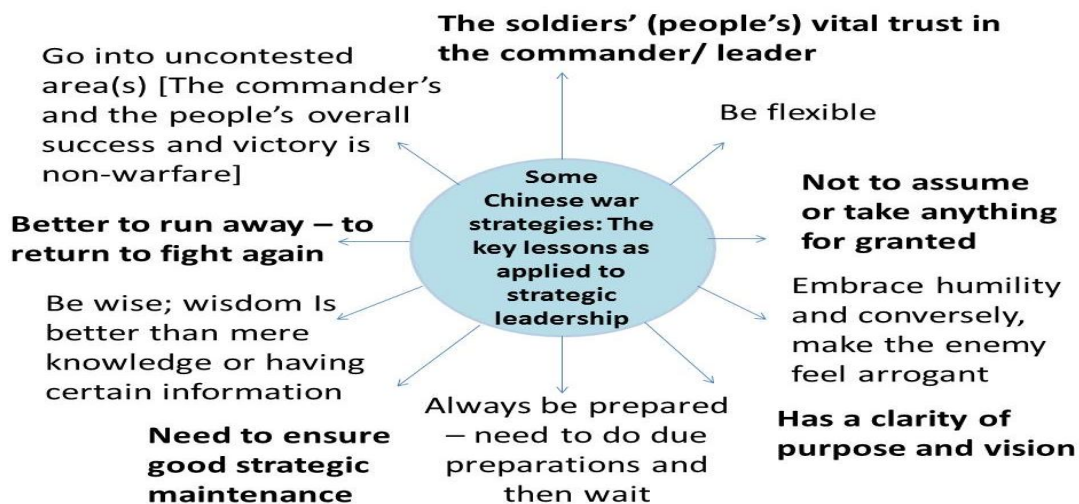 The soldiers' (people's) vital trust in
the commander/ leader
Be flexible
Not to assume
or take anything
for granted
Embrace humility
and conversely,
make the enemy
feel arrogant
Has a clarity of
purpose and vision
Always be prepared
– need to do due
preparations and
then wait
Need to ensure
good strategic
maintenance
Be wise; wisdom Is
better than mere
knowledge or having
certain information
Better to run away – to
return to fight again
Go into uncontested
area(s) [The commander's
and the people's overall
success and victory is
non-warfare]
Some
Chinese war
strategies: The
key lessons as
applied to
strategic
leadership